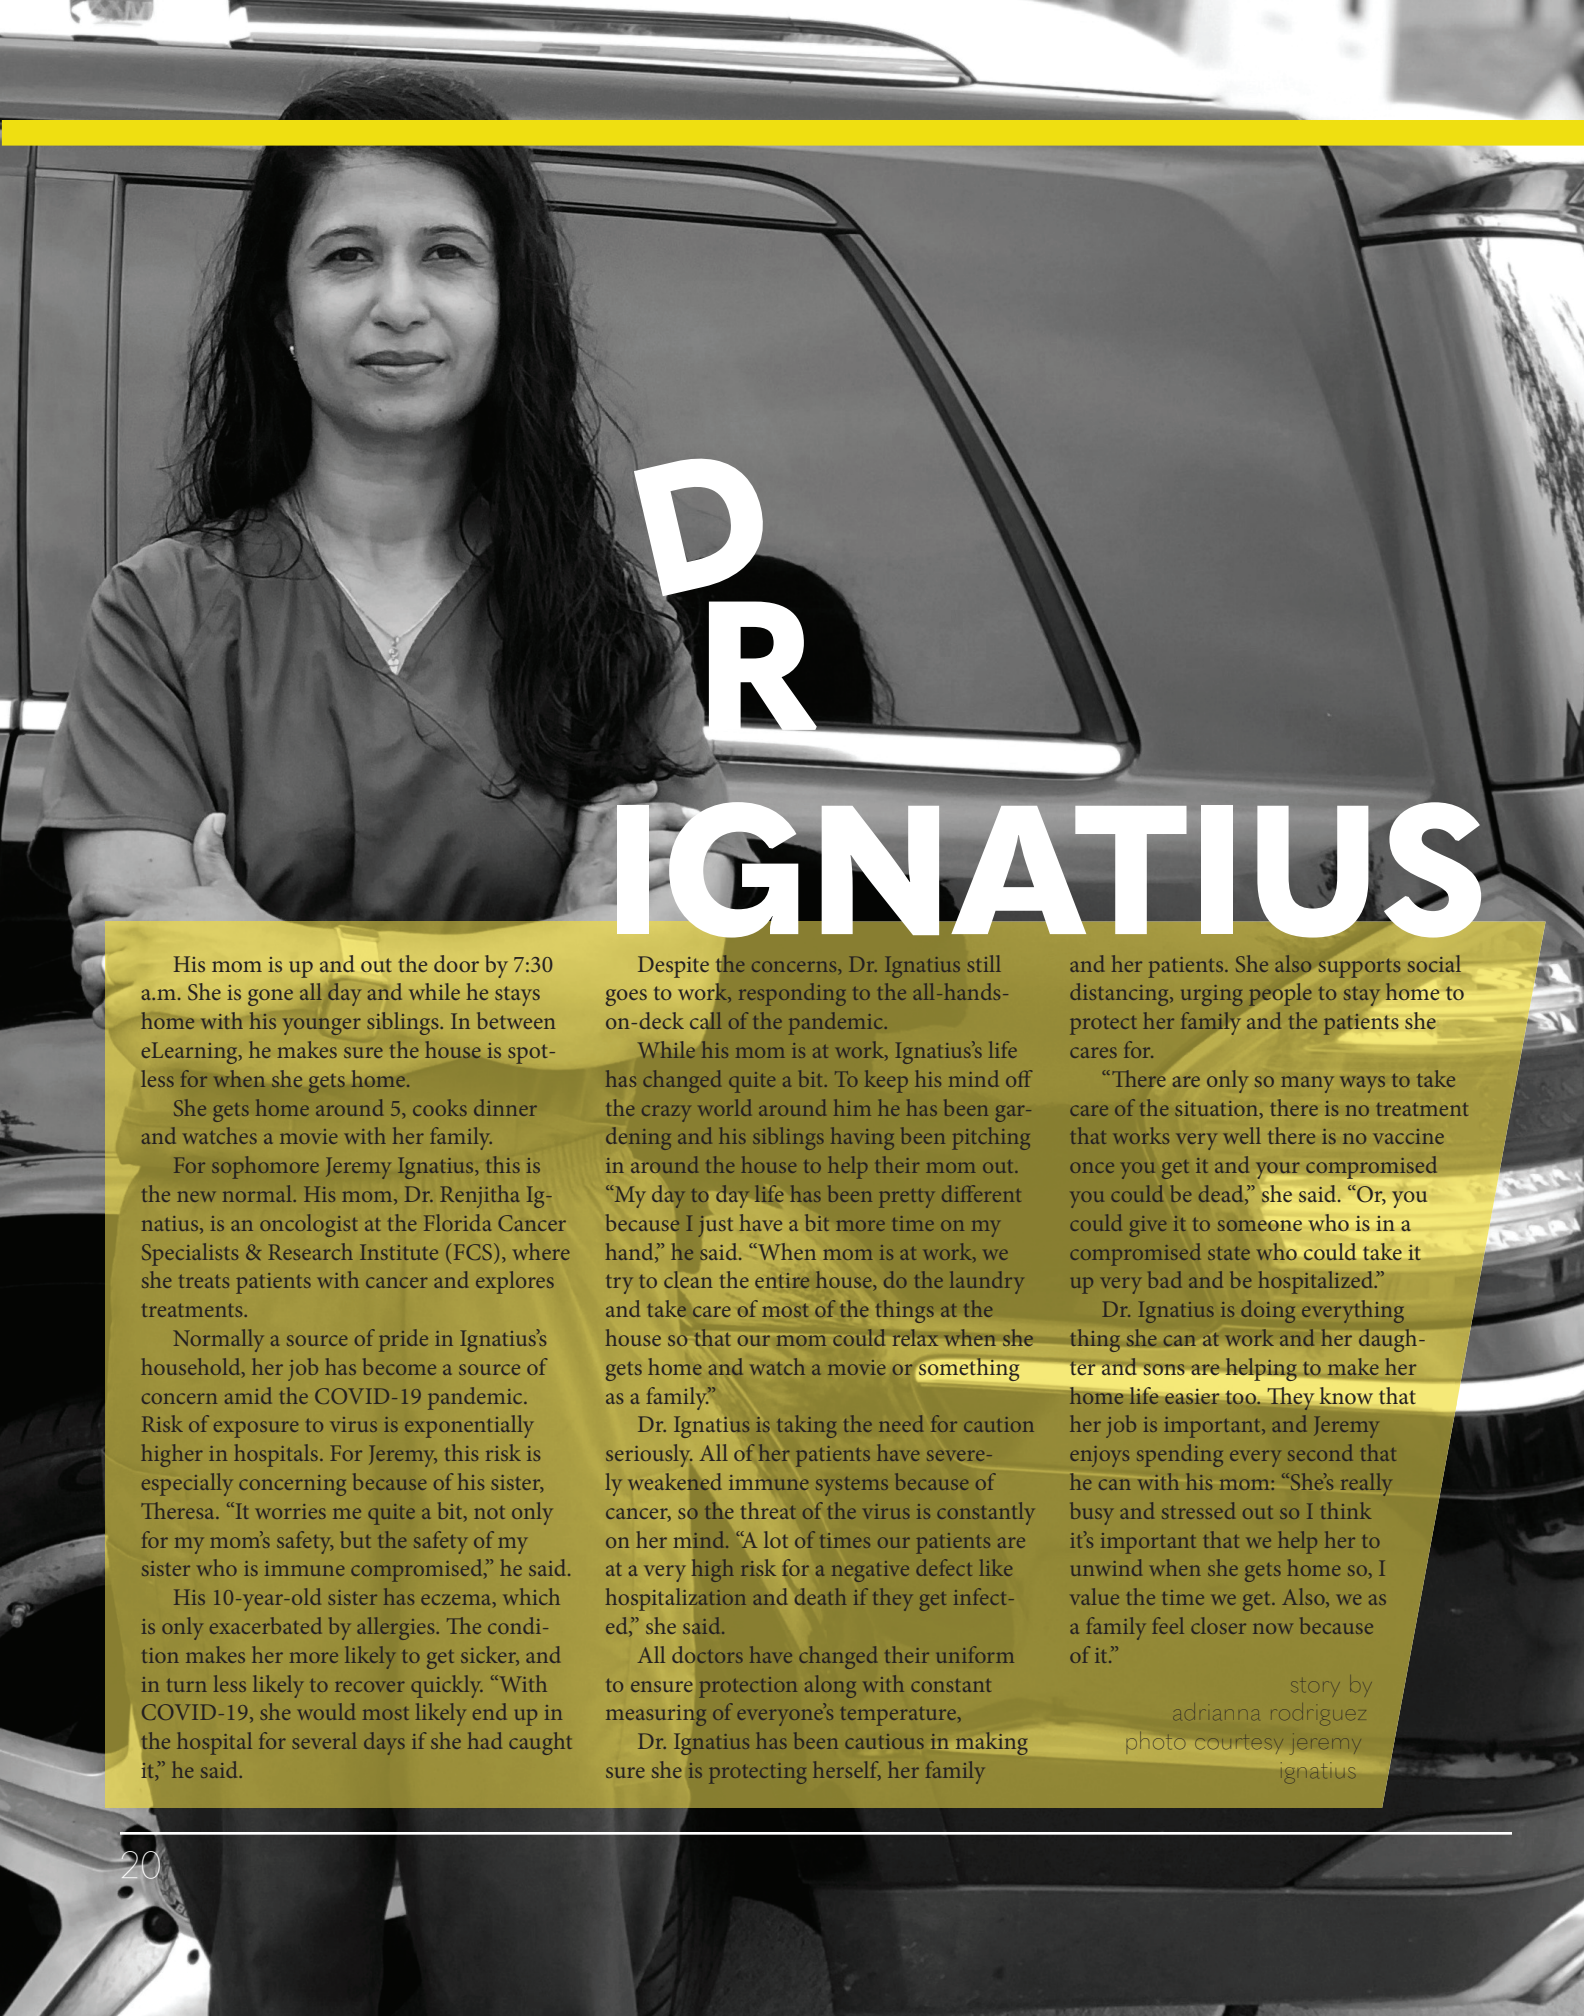 D
R
IGNATIUS
His mom is up and out the door by 7:30
a.m. She is gone all day and while he stays
home with his younger siblings. In between
eLearning, he makes sure the house is spot-
less for when she gets home.
She gets home around 5, cooks dinner
and watches a movie with her family.
For sophomore Jeremy Ignatius, this is
the new normal. His mom, Dr. Renjitha Ig-
natius, is an oncologist at the Florida Cancer
Specialists & Research Institute (FCS), where
she treats patients with cancer and explores
treatments.
Normally a source of pride in Ignatius’s
household, her job has become a source of
concern amid the COVID-19 pandemic.
Risk of exposure to virus is exponentially
higher in hospitals. For Jeremy, this risk is
especially concerning because of his sister,
Theresa. “It worries me quite a bit, not only
for my mom’s safety, but the safety of my
sister who is immune compromised,” he said.
His 10-year-old sister has eczema, which
is only exacerbated by allergies. The condi-
tion makes her more likely to get sicker, and
in turn less likely to recover quickly. “With
COVID-19, she would most likely end up in
the hospital for several days if she had caught
it,” he said.
Despite the concerns, Dr. Ignatius still
goes to work, responding to the all-hands-
on-deck call of the pandemic.
While his mom is at work, Ignatius’s life
has changed quite a bit. To keep his mind off
the crazy world around him he has been gar-
dening and his siblings having been pitching
in around the house to help their mom out.
“My day to day life has been pretty different
because I just have a bit more time on my
hand,” he said. “When mom is at work, we
try to clean the entire house, do the laundry
and take care of most of the things at the
house so that our mom could relax when she
gets home and watch a movie or something
as a family.”
Dr. Ignatius is taking the need for caution
seriously. All of her patients have severe-
ly weakened immune systems because of
cancer, so the threat of the virus is constantly
on her mind. “A lot of times our patients are
at a very high risk for a negative defect like
hospitalization and death if they get infect-
ed,” she said.
All doctors have changed their uniform
to ensure protection along with constant
measuring of everyone’s temperature,
Dr. Ignatius has been cautious in making
sure she is protecting herself, her family
and her patients. She also supports social
distancing, urging people to stay home to
protect her family and the patients she
cares for.
“There are only so many ways to take
care of the situation, there is no treatment
that works very well there is no vaccine
once you get it and your compromised
you could be dead,” she said. “Or, you
could give it to someone who is in a
compromised state who could take it
up very bad and be hospitalized.”
Dr. Ignatius is doing everything
thing she can at work and her daugh-
ter and sons are helping to make her
home life easier too. They know that
her job is important, and Jeremy
enjoys spending every second that
he can with his mom: “She’s really
busy and stressed out so I think
it’s important that we help her to
unwind when she gets home so, I
value the time we get. Also, we as
a family feel closer now because
of it.”
story by
adrianna rodriguez
photo courtesy jeremy
ignatius
20